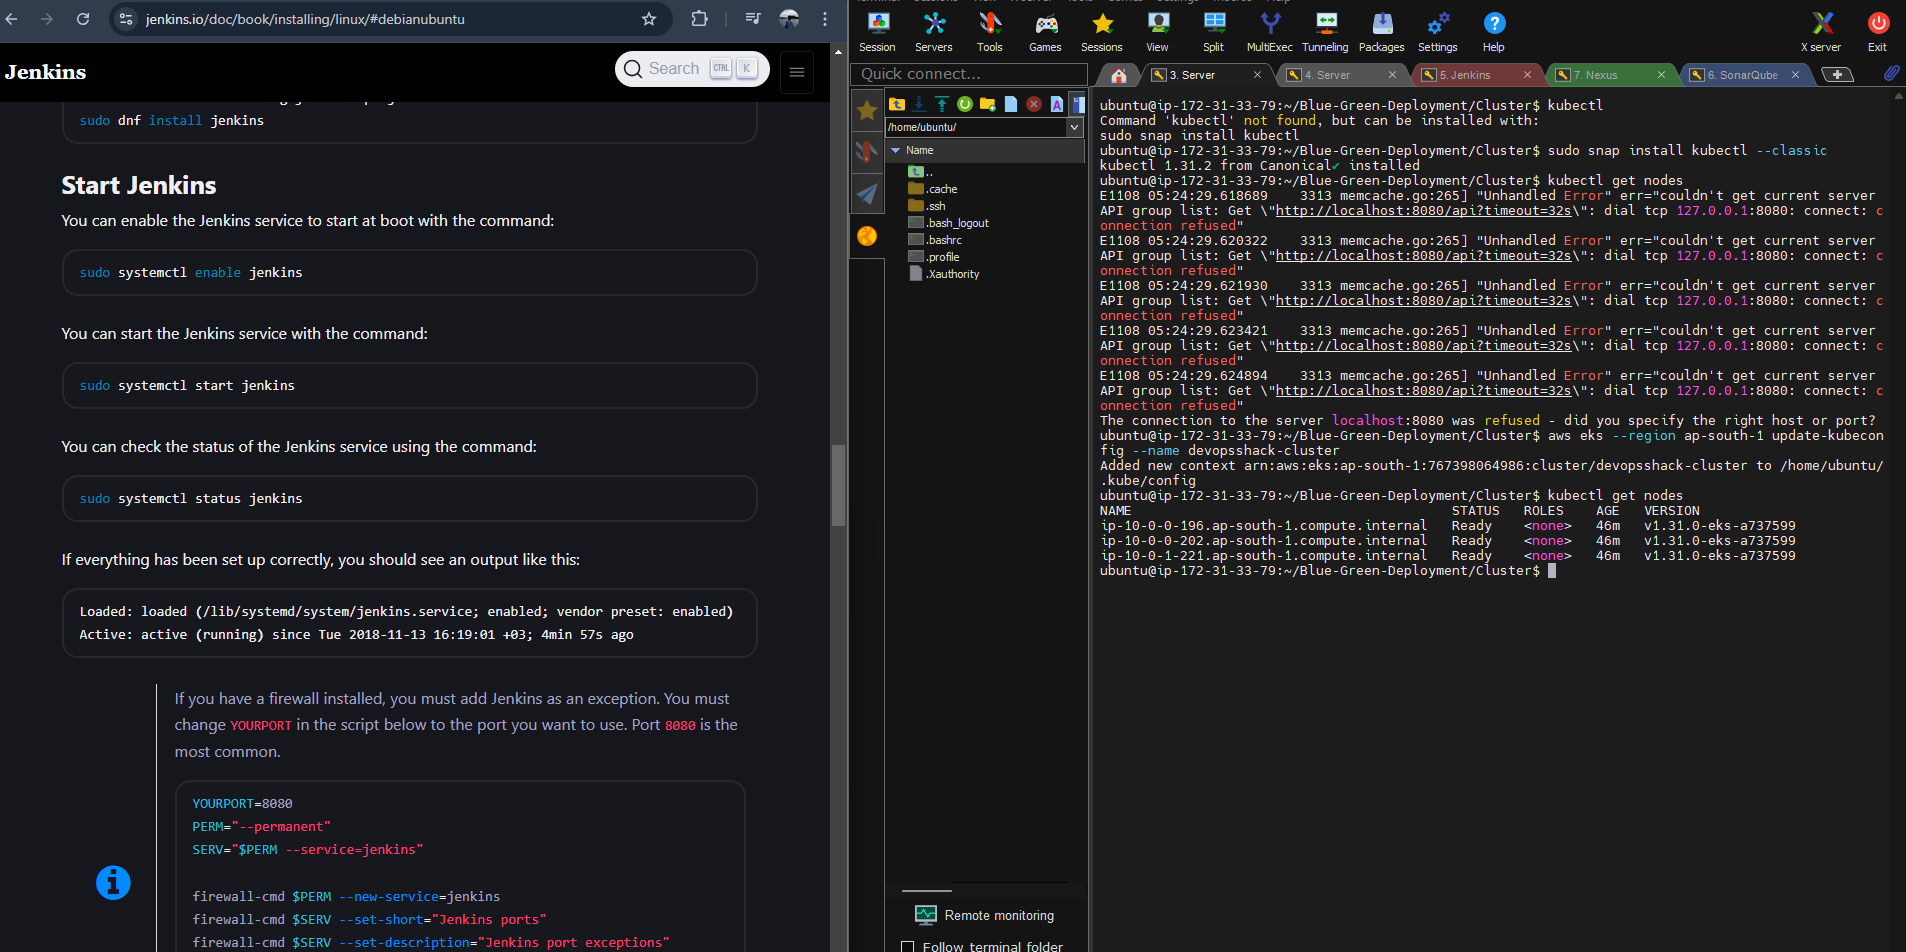 jenkins.io/doc/book/installing/linux/#debianubuntu
Jenkins
Search CTRL K
sudo dnf install jenkins
Start Jenkins
You can enable the Jenkins service to start at boot with the command:
sudo systemctl enable jenkins
You can start the Jenkins service with the command:
sudo systemctl start jenkins
You can check the status of the Jenkins service using the command:
sudo systemctl status jenkins
If everything has been set up correctly, you should see an output like this:
Loaded: loaded (/lib/systemd/system/jenkins.service; enabled; vendor preset: enabled)
Active: active (running) since Tue 2018-11-13 16:19:01 +03; 4min 57s ago
If you have a firewall installed, you must add Jenkins as an exception. You must
change YOURPORT in the script below to the port you want to use. Port 8080 is the
most common.
YOURPORT=8080
PERM="--permanent"
SERV="$PERM --service=jenkins"
firewall-cmd $PERM --new-service=jenkins
firewall-cmd $SERV --set-short="Jenkins ports"
firewall-cmd $SERV --set-description="Jenkins port exceptions"
Session Servers Tools Games Sessions View Split MultiExec Tunneling Packages Settings Help X server Exit
Quick connect...
3. Server
4. Server
5. Jenkins
7. Nexus
6. SonarQube
/home/ubuntu/
Name
..
.cache
.ssh
.bash_logout
.bashrc
.profile
.Xauthority
Remote monitoring
Follow terminal folder
ubuntu@ip-172-31-33-79:~/Blue-Green-Deployment/Cluster$ kubectl
Command 'kubectl' not found, but can be installed with:
sudo snap install kubectl
ubuntu@ip-172-31-33-79:~/Blue-Green-Deployment/Cluster$ sudo snap install kubectl --classic
kubectl 1.31.2 from Canonical✓ installed
ubuntu@ip-172-31-33-79:~/Blue-Green-Deployment/Cluster$ kubectl get nodes
E1108 05:24:29.618689    3313 memcache.go:265] "Unhandled Error" err="couldn't get current server
API group list: Get \"http://localhost:8080/api?timeout=32s\": dial tcp 127.0.0.1:8080: connect: c
onnection refused"
E1108 05:24:29.620322    3313 memcache.go:265] "Unhandled Error" err="couldn't get current server
API group list: Get \"http://localhost:8080/api?timeout=32s\": dial tcp 127.0.0.1:8080: connect: c
onnection refused"
E1108 05:24:29.621930    3313 memcache.go:265] "Unhandled Error" err="couldn't get current server
API group list: Get \"http://localhost:8080/api?timeout=32s\": dial tcp 127.0.0.1:8080: connect: c
onnection refused"
E1108 05:24:29.623421    3313 memcache.go:265] "Unhandled Error" err="couldn't get current server
API group list: Get \"http://localhost:8080/api?timeout=32s\": dial tcp 127.0.0.1:8080: connect: c
onnection refused"
E1108 05:24:29.624894    3313 memcache.go:265] "Unhandled Error" err="couldn't get current server
API group list: Get \"http://localhost:8080/api?timeout=32s\": dial tcp 127.0.0.1:8080: connect: c
onnection refused"
The connection to the server localhost:8080 was refused - did you specify the right host or port?
ubuntu@ip-172-31-33-79:~/Blue-Green-Deployment/Cluster$ aws eks --region ap-south-1 update-kubecon
fig --name devopsshack-cluster
Added new context arn:aws:eks:ap-south-1:767398064986:cluster/devopsshack-cluster to /home/ubuntu/
.kube/config
ubuntu@ip-172-31-33-79:~/Blue-Green-Deployment/Cluster$ kubectl get nodes
NAME STATUS ROLES AGE VERSION
ip-10-0-0-196.ap-south-1.compute.internal Ready <none> 46m v1.31.0-eks-a737599
ip-10-0-0-202.ap-south-1.compute.internal Ready <none> 46m v1.31.0-eks-a737599
ip-10-0-1-221.ap-south-1.compute.internal Ready <none> 46m v1.31.0-eks-a737599
ubuntu@ip-172-31-33-79:~/Blue-Green-Deployment/Cluster$